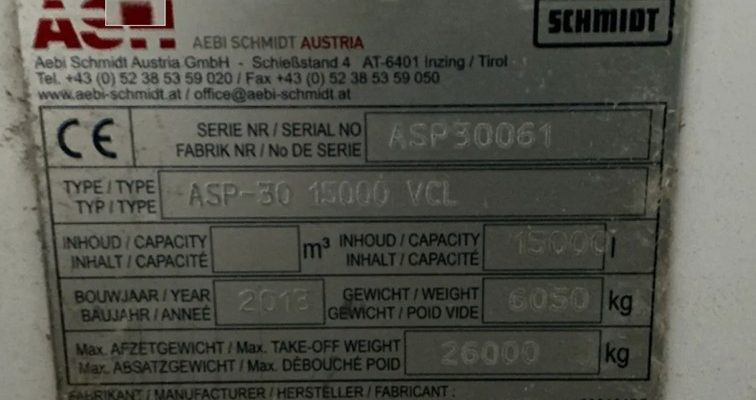 ASH AEBI SCHMIDT AUSTRIA SCHMIDT
Aebi Schmidt Austria GmbH - Schießstand 4 AT-6401 Inzing / Tirol
Tel. +43 (0) 52 38 53 59 020 / Fax +43 (0) 52 38 53 59 050
www.aebi-schmidt.at / office@aebi-schmidt.at
CE SERIE NR / SERIAL NO ASP30061
FABRIK NR / No DE SERIE
TYPE / TYPE ASP-30 15000 VCL
TYP / TYPE
INHOUD / CAPACITY m³ INHOUD / CAPACITY 15000 l
INHALT / CAPACITÉ INHALT / CAPACITÉ
BOUWJAAR / YEAR 2013 GEWICHT / WEIGHT 6050 kg
BAUJAHR / ANNEÉ GEWICHT / POID VIDE
Max. AFZETGEWICHT / Max. TAKE-OFF WEIGHT 26000 kg
Max. ABSATZGEWICHT / Max. DÉBOUCHÉ POID
FABRIKANT / MANUFACTURER / HERSTELLER / FABRICANT :